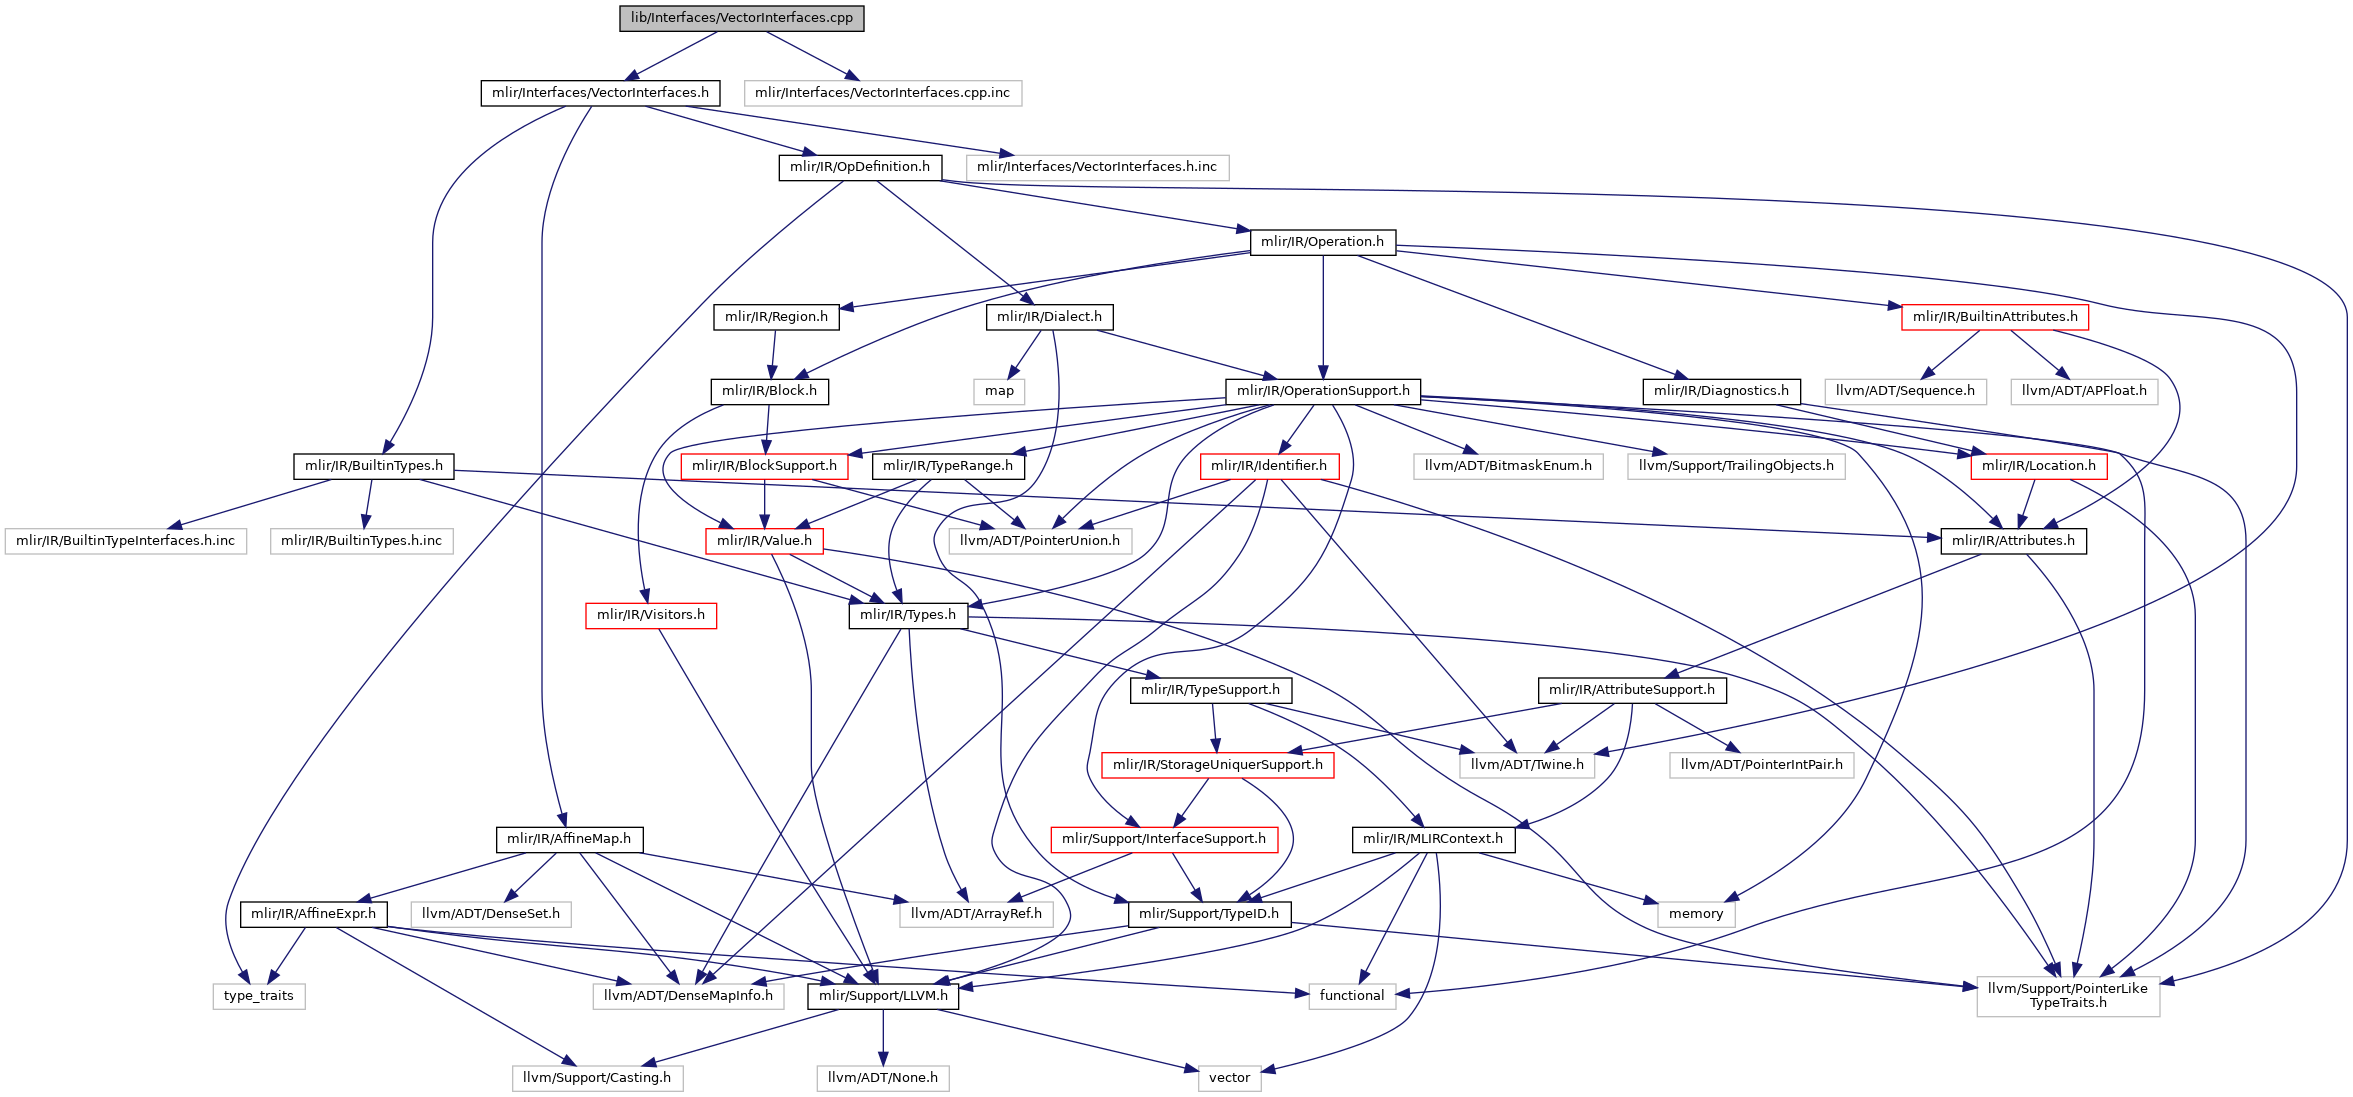 lib/Interfaces/VectorInterfaces.cpp
mlir/Interfaces/VectorInterfaces.h
mlir/Interfaces/VectorInterfaces.cpp.inc
mlir/IR/OpDefinition.h
mlir/Interfaces/VectorInterfaces.h.inc
mlir/IR/Operation.h
mlir/IR/Region.h
mlir/IR/Dialect.h
mlir/IR/BuiltinAttributes.h
mlir/IR/Block.h
map
mlir/IR/OperationSupport.h
mlir/IR/Diagnostics.h
llvm/ADT/Sequence.h
llvm/ADT/APFloat.h
mlir/IR/BuiltinTypes.h
mlir/IR/BlockSupport.h
mlir/IR/TypeRange.h
mlir/IR/Identifier.h
llvm/ADT/BitmaskEnum.h
llvm/Support/TrailingObjects.h
mlir/IR/Location.h
mlir/IR/BuiltinTypeInterfaces.h.inc
mlir/IR/BuiltinTypes.h.inc
mlir/IR/Value.h
llvm/ADT/PointerUnion.h
mlir/IR/Attributes.h
mlir/IR/Visitors.h
mlir/IR/Types.h
mlir/IR/TypeSupport.h
mlir/IR/AttributeSupport.h
mlir/IR/StorageUniquerSupport.h
llvm/ADT/Twine.h
llvm/ADT/PointerIntPair.h
mlir/IR/AffineMap.h
mlir/Support/InterfaceSupport.h
mlir/IR/MLIRContext.h
mlir/IR/AffineExpr.h
llvm/ADT/DenseSet.h
llvm/ADT/ArrayRef.h
mlir/Support/TypeID.h
memory
type_traits
llvm/ADT/DenseMapInfo.h
mlir/Support/LLVM.h
functional
llvm/Support/PointerLike
TypeTraits.h
llvm/Support/Casting.h
llvm/ADT/None.h
vector